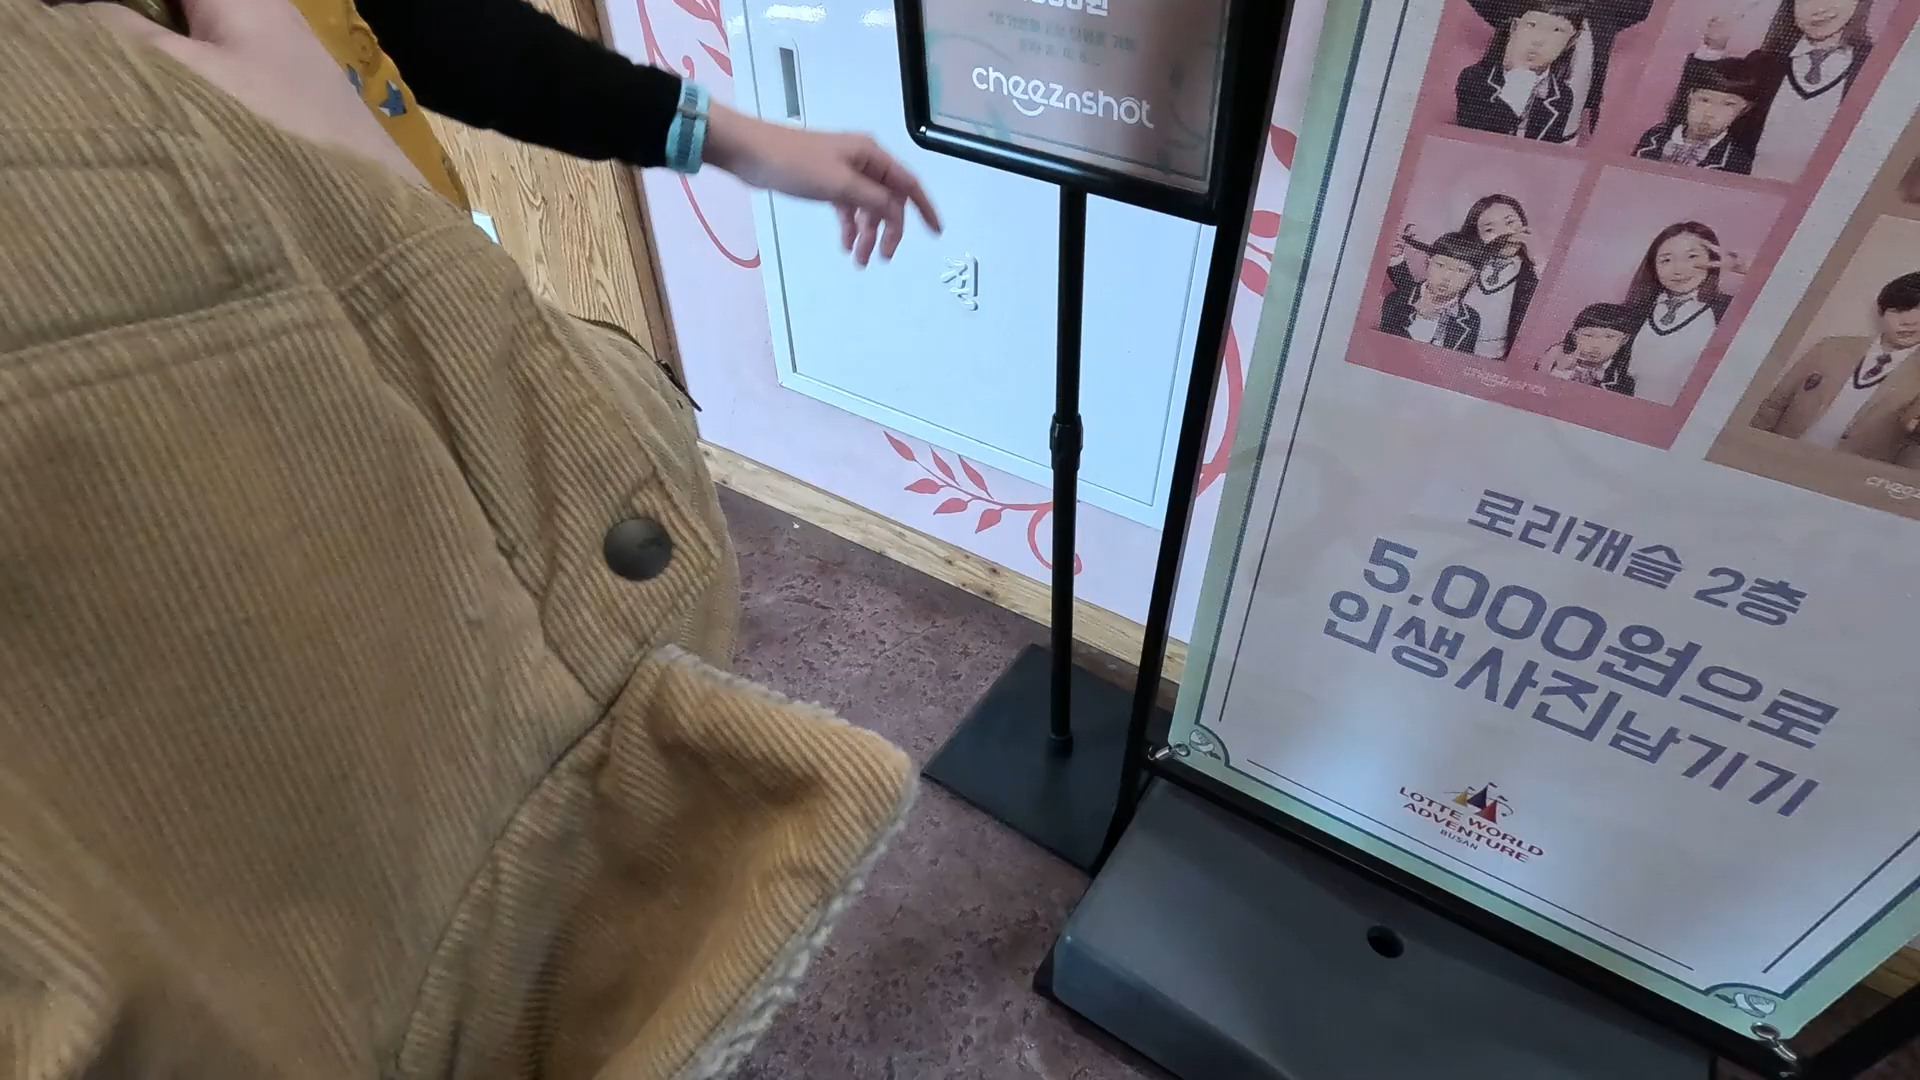 cheeznshot
로리캐슬 2층
5.000원으로
인생사진남기기
LOTTE WORLD
ADVENTURE
BUSAN